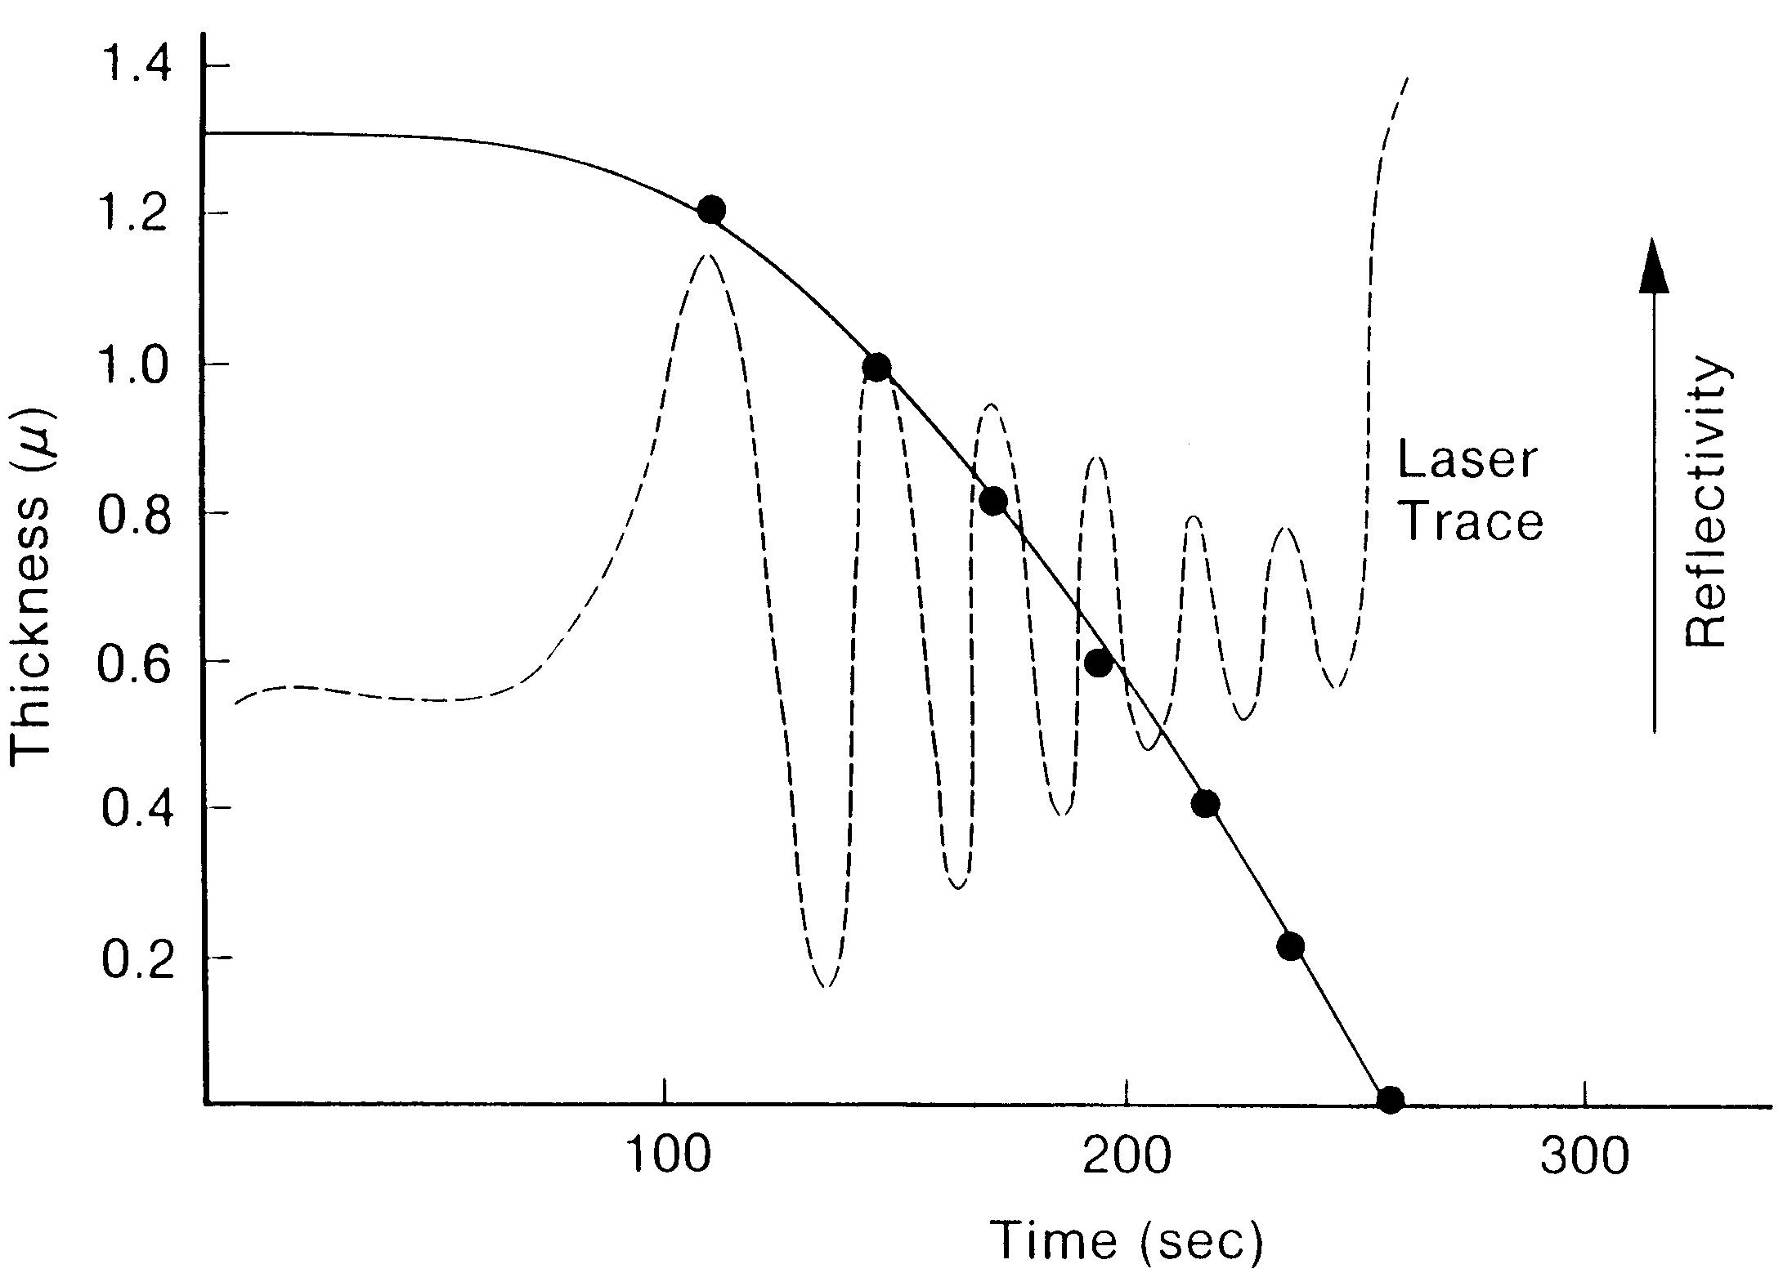 1.4
1.2
1.0
0.8
0.6
0.4
0.2
Thickness (μ)
100
200
300
Time (sec)
Laser
Trace
Reflectivity